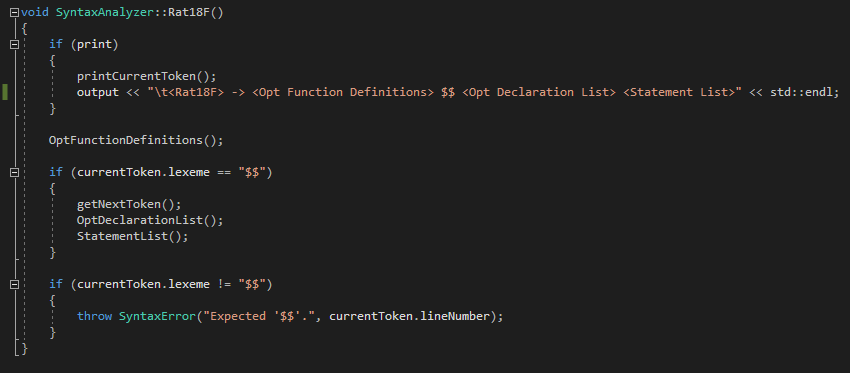 void SyntaxAnalyzer::Rat18F()
{
    if (print)
    {
        printCurrentToken();
        output << "\t<Rat18F> -> <Opt Function Definitions> $$ <Opt Declaration List> <Statement List>" << std::endl;
    }

    OptFunctionDefinitions();

    if (currentToken.lexeme == "$$")
    {
        getNextToken();
        OptDeclarationList();
        StatementList();
    }

    if (currentToken.lexeme != "$$")
    {
        throw SyntaxError("Expected '$$'.", currentToken.lineNumber);
    }
}